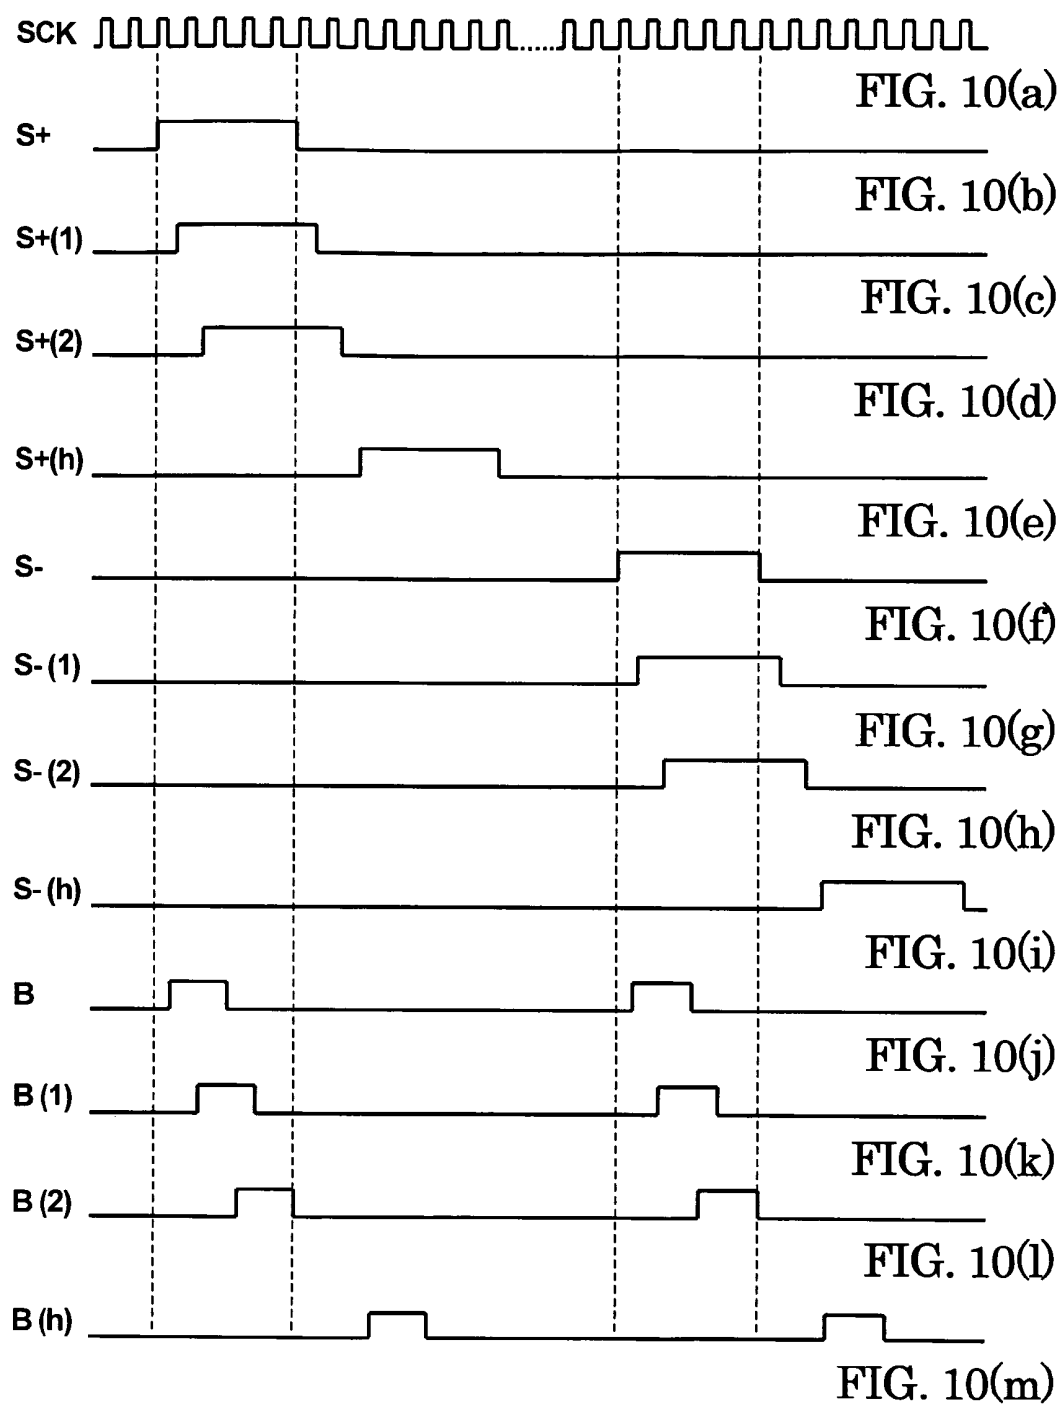 SCK
FIG. 10(a)
S+
FIG. 10(b)
S+(1)
FIG. 10(c)
S+(2)
FIG. 10(d)
S+(h)
FIG. 10(e)
S-
FIG. 10(f)
S- (1)
FIG. 10(g)
S- (2)
FIG. 10(h)
S- (h)
FIG. 10(i)
B
FIG. 10(j)
B (1)
FIG. 10(k)
B (2)
FIG. 10(l)
B (h)
FIG. 10(m)